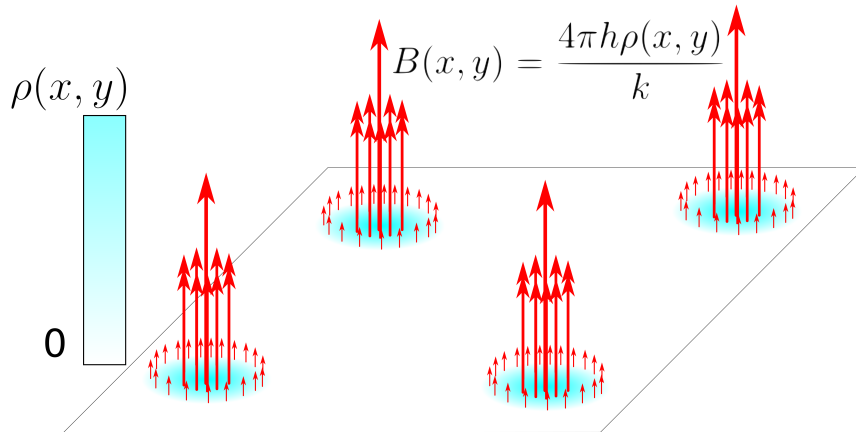 B(x, y) = 4πhρ(x, y) / k
ρ(x, y)
0